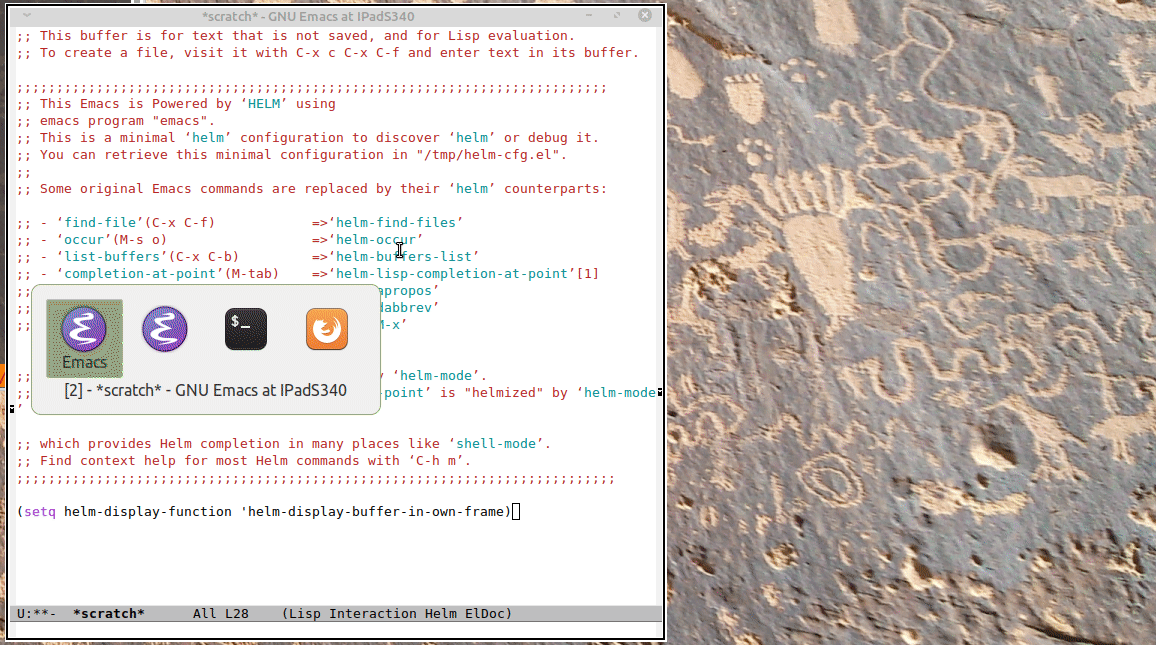 *scratch* - GNU Emacs at IPadS340
;; This buffer is for text that is not saved, and for Lisp evaluation.
;; To create a file, visit it with C-x c C-x C-f and enter text in its buffer.
;;;;;;;;;;;;;;;;;;;;;;;;;;;;;;;;;;;;;;;;;;;;;;;;;;;;;;;;;;;;;;;;;;;;;;;;;;
;; This Emacs is Powered by ‘HELM’ using
;; emacs program "emacs".
;; This is a minimal ‘helm’ configuration to discover ‘helm’ or debug it.
;; You can retrieve this minimal configuration in "/tmp/helm-cfg.el".
;;
;; Some original Emacs commands are replaced by their ‘helm’ counterparts:
;; - ‘find-file’(C-x C-f) =>‘helm-find-files’
;; - ‘occur’(M-s o) =>‘helm-occur’
;; - ‘list-buffers’(C-x C-b) =>‘helm-buffers-list’
;; - ‘completion-at-point’(M-tab) =>‘helm-lisp-completion-at-point’[1]
;; apropos’
;; dabbrev’
;; M-x’
$_
Emacs
;; ‘helm-mode’.
[2] - *scratch* - GNU Emacs at IPadS340
;; -point’ is "helmized" by ‘helm-mode
’
;; which provides Helm completion in many places like ‘shell-mode’.
;; Find context help for most Helm commands with ‘C-h m’.
;;;;;;;;;;;;;;;;;;;;;;;;;;;;;;;;;;;;;;;;;;;;;;;;;;;;;;;;;;;;;;;;;;;;;;;;;;;
(setq helm-display-function 'helm-display-buffer-in-own-frame)
U:**- *scratch* All L28 (Lisp Interaction Helm ElDoc)